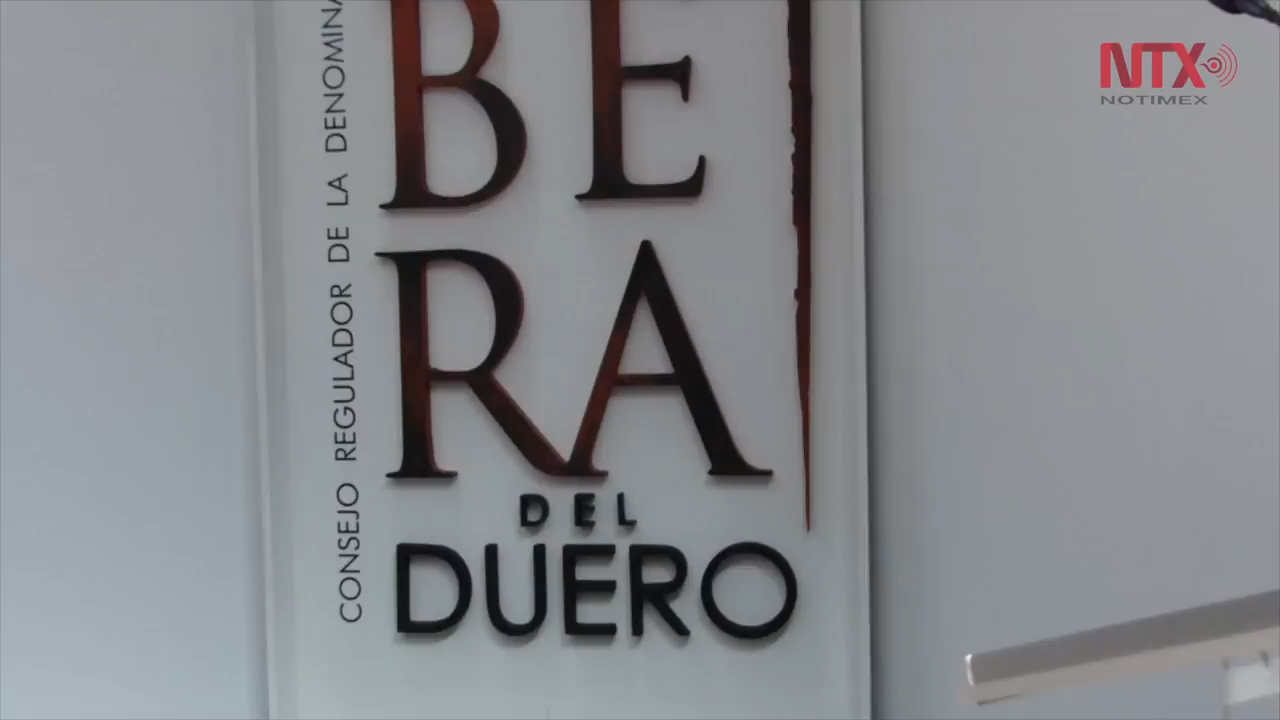 BE
RA
DEL
DUERO
CONSEJO REGULADOR DE LA DENOMINA
NTX
NOTIMEX